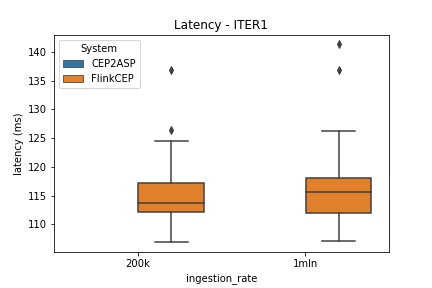 Latency - ITER1
System
CEP2ASP
FlinkCEP
140
135
130
125
120
115
110
latency (ms)
200k
1mln
ingestion_rate